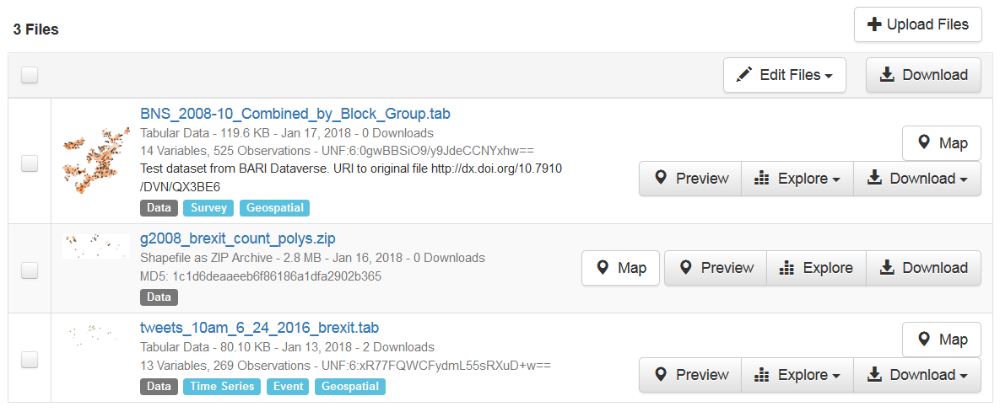 3 Files
Upload Files
Edit Files
Download
BNS_2008-10_Combined_by_Block_Group.tab
Tabular Data - 119.6 KB - Jan 17, 2018 - 0 Downloads
14 Variables, 525 Observations - UNF:6:0gwBBSiO9/y9JdeCCNYxhw==
Test dataset from BARI Dataverse. URI to original file http://dx.doi.org/10.7910
/DVN/QX3BE6
Data Survey Geospatial
Map
Preview Explore Download
g2008_brexit_count_polys.zip
Shapefile as ZIP Archive - 2.8 MB - Jan 16, 2018 - 0 Downloads
MD5: 1c1d6deaaeeb6f86186a1dfa2902b365
Data
Map Preview Explore Download
tweets_10am_6_24_2016_brexit.tab
Tabular Data - 80.10 KB - Jan 13, 2018 - 2 Downloads
13 Variables, 269 Observations - UNF:6:xR77FQWCFydmL55sRXuD+w==
Data Time Series Event Geospatial
Map
Preview Explore Download